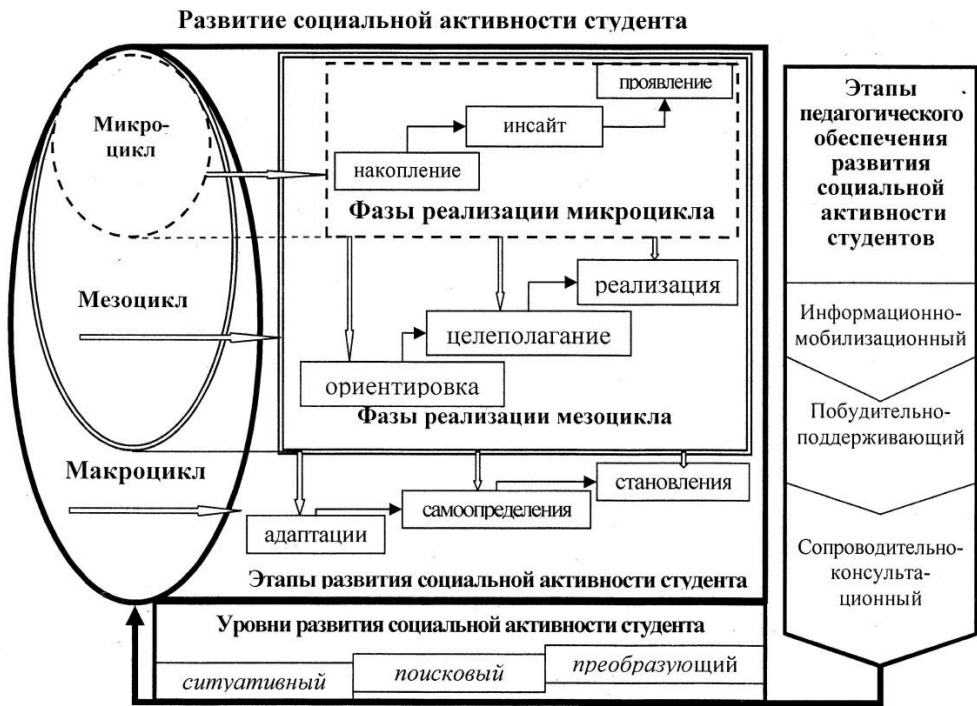 Развитие социальной активности студента
Микро-
цикл
Мезоцикл
Макроцикл
проявление
инсайт
накопление
Фазы реализации микроцикла
реализация
целеполагание
ориентировка
Фазы реализации мезоцикла
становления
самоопределения
адаптации
Этапы развития социальной активности студента
Уровни развития социальной активности студента
ситуативный
поисковый
преобразующий
Этапы
педагогического
обеспечения
развития
социальной
активности
студентов
Информационно-
мобилизационный
Побудительно-
поддерживающий
Сопроводительно-
консульта-
ционный